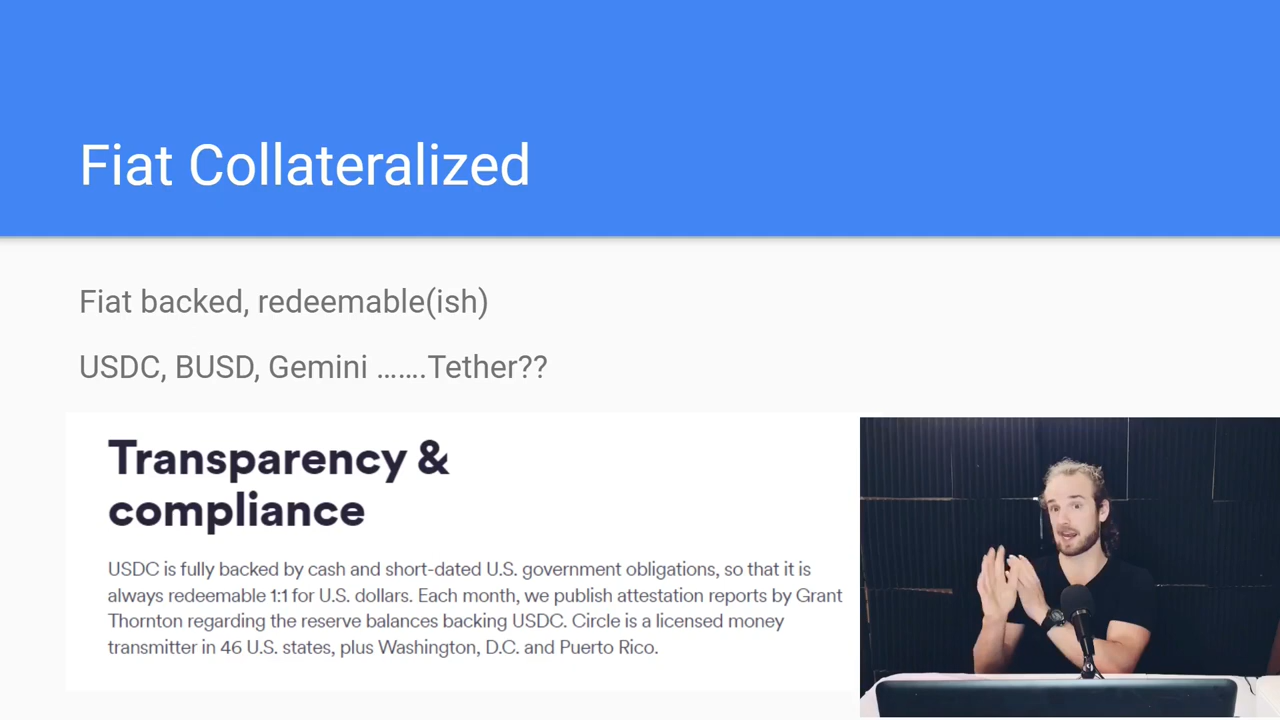 Fiat Collateralized
Fiat backed, redeemable(ish)
USDC, BUSD, Gemini …….Tether??
Transparency &
compliance
USDC is fully backed by cash and short-dated U.S. government obligations, so that it is
always redeemable 1:1 for U.S. dollars. Each month, we publish attestation reports by Grant
Thornton regarding the reserve balances backing USDC. Circle is a licensed money
transmitter in 46 U.S. states, plus Washington, D.C. and Puerto Rico.